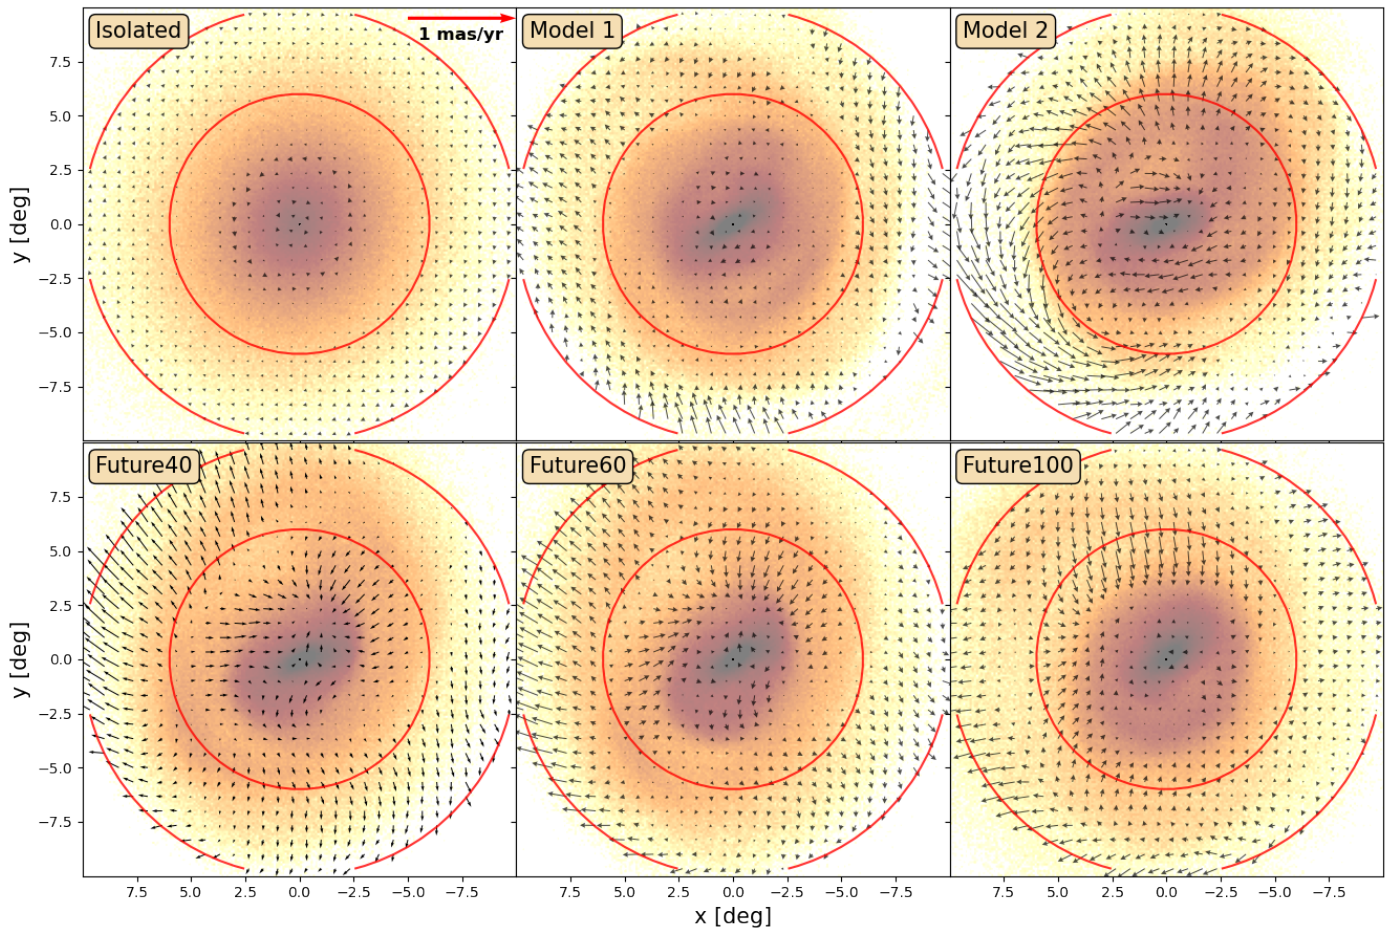 Isolated
1 mas/yr
Model 1
Model 2
7.5
5.0
2.5
0.0
−2.5
−5.0
−7.5
y [deg]
Future40
Future60
Future100
7.5
5.0
2.5
0.0
−2.5
−5.0
−7.5
y [deg]
7.5 5.0 2.5 0.0 −2.5 −5.0 −7.5 7.5 5.0 2.5 0.0 −2.5 −5.0 −7.5 7.5 5.0 2.5 0.0 −2.5 −5.0 −7.5
x [deg]